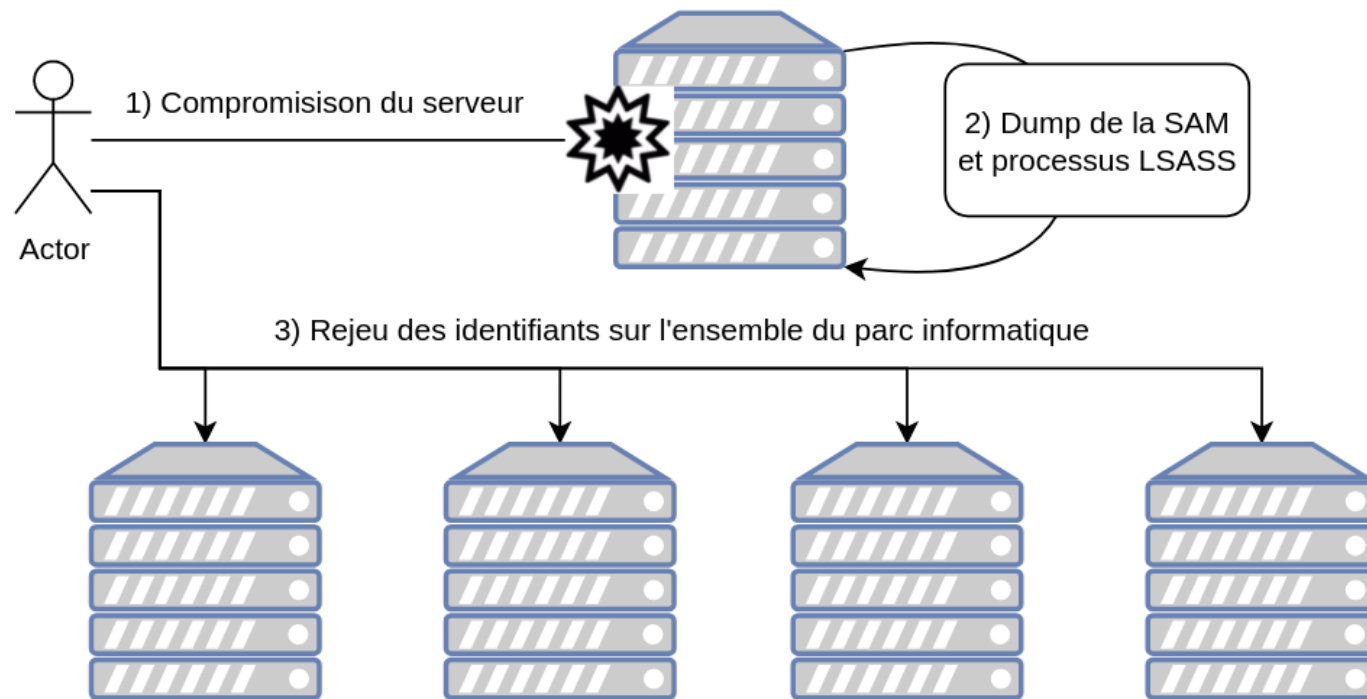 1) Compromisison du serveur
2) Dump de la SAM
et processus LSASS
Actor
3) Rejeu des identifiants sur l'ensemble du parc informatique